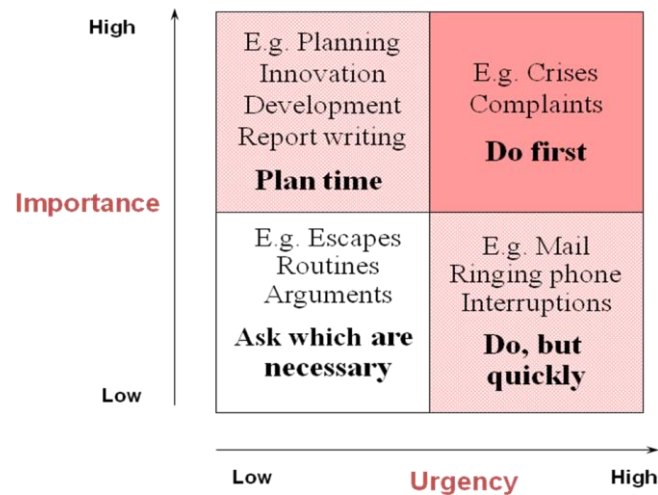 High
E.g. Planning
Innovation
Development
Report writing
Plan time
E.g. Crises
Complaints
Do first
Importance
E.g. Escapes
Routines
Arguments
Ask which are
necessary
E.g. Mail
Ringing phone
Interruptions
Do, but
quickly
Low
Low
Urgency
High